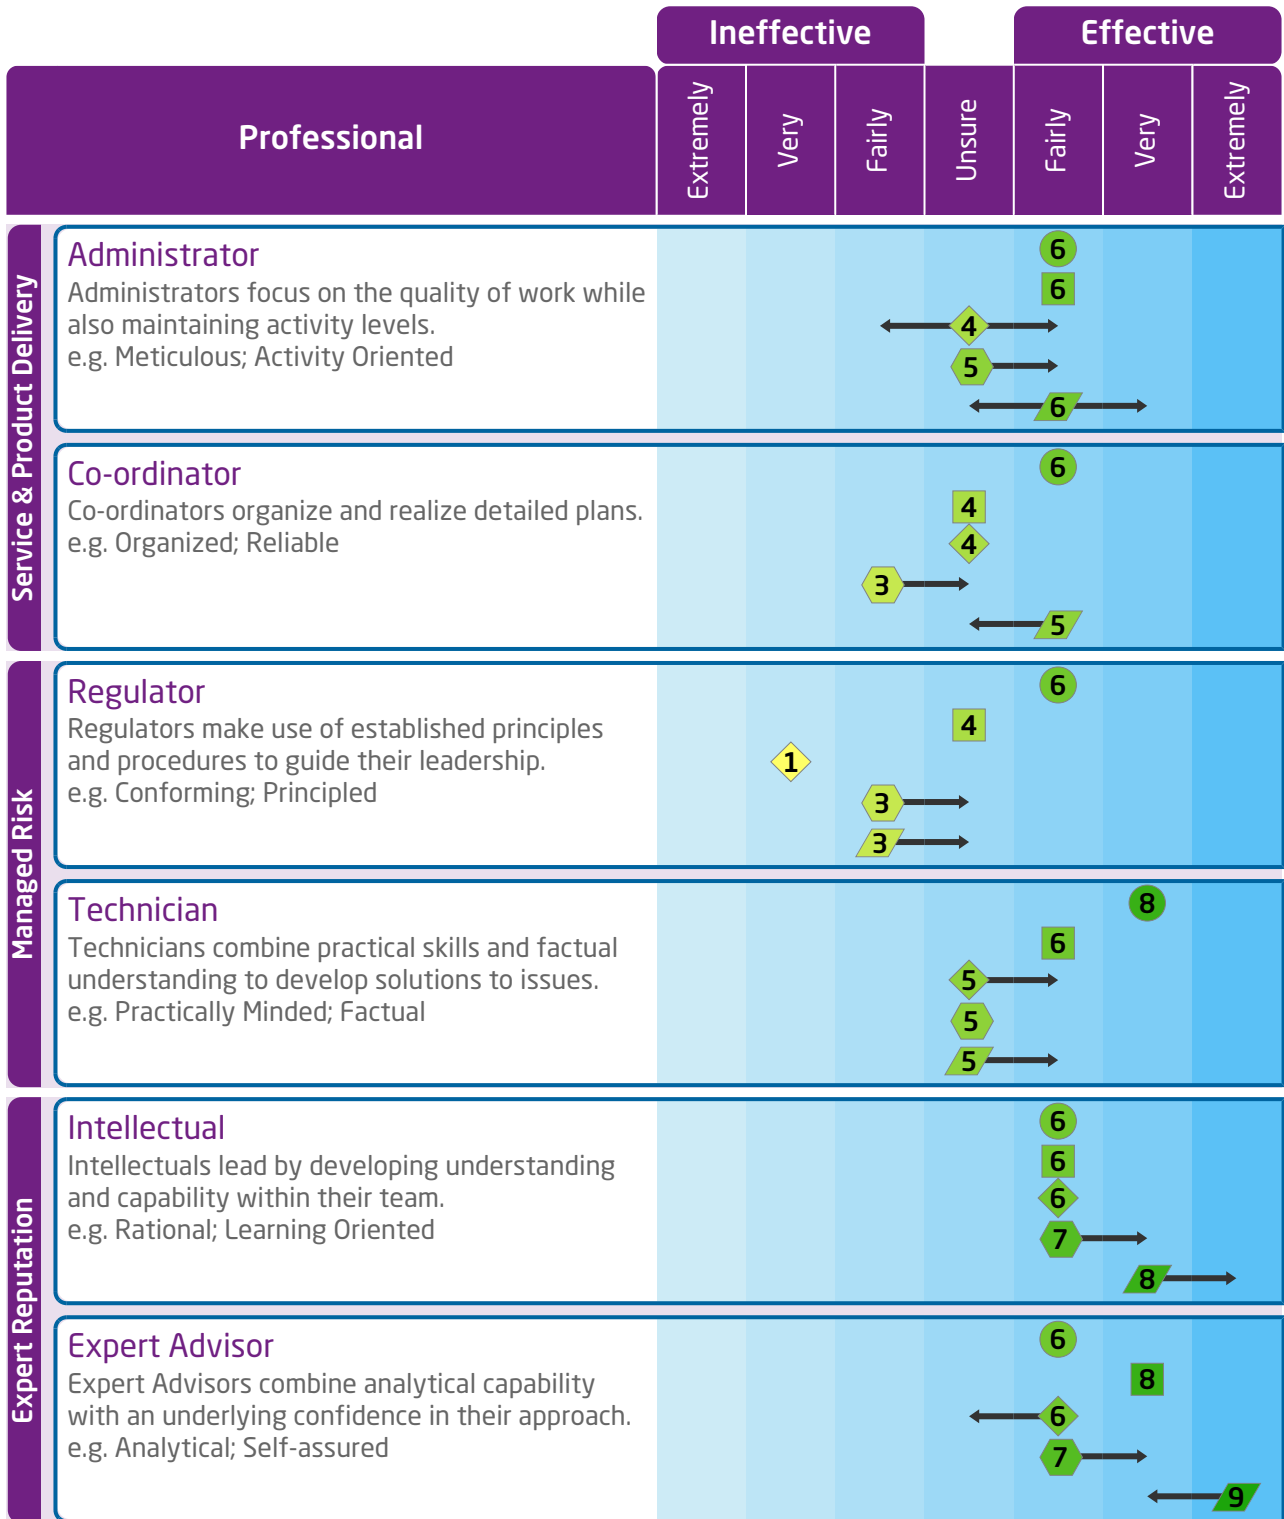 Ineffective
Effective
Professional
Extremely
Very
Fairly
Unsure
Fairly
Very
Extremely
Service & Product Delivery
Administrator
Administrators focus on the quality of work while
also maintaining activity levels.
e.g. Meticulous; Activity Oriented
6
6
4
5
6
Co-ordinator
Co-ordinators organize and realize detailed plans.
e.g. Organized; Reliable
6
4
4
3
5
Managed Risk
Regulator
Regulators make use of established principles
and procedures to guide their leadership.
e.g. Conforming; Principled
6
4
1
3
3
Technician
Technicians combine practical skills and factual
understanding to develop solutions to issues.
e.g. Practically Minded; Factual
8
6
5
5
5
Expert Reputation
Intellectual
Intellectuals lead by developing understanding
and capability within their team.
e.g. Rational; Learning Oriented
6
6
6
7
8
Expert Advisor
Expert Advisors combine analytical capability
with an underlying confidence in their approach.
e.g. Analytical; Self-assured
6
8
6
7
9